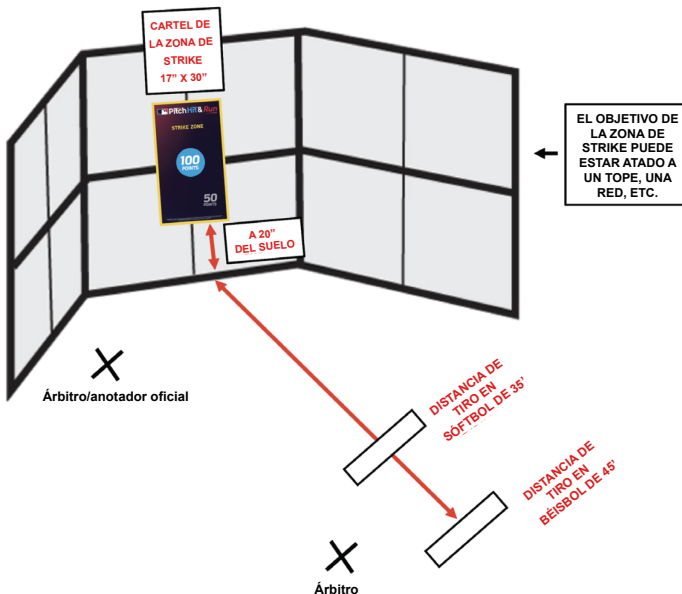 CARTEL DE
LA ZONA DE
STRIKE
17" X 30"
Pitch Hit & Run
STRIKE ZONE
100
POINTS
50
POINTS
EL OBJETIVO DE
LA ZONA DE
STRIKE PUEDE
ESTAR ATADO A
UN TOPE, UNA
RED, ETC.
A 20"
DEL SUELO
Árbitro/anotador oficial
DISTANCIA DE
TIRO EN
SÓFTBOL DE 35'
DISTANCIA DE
TIRO EN
BÉISBOL DE 45'
Árbitro